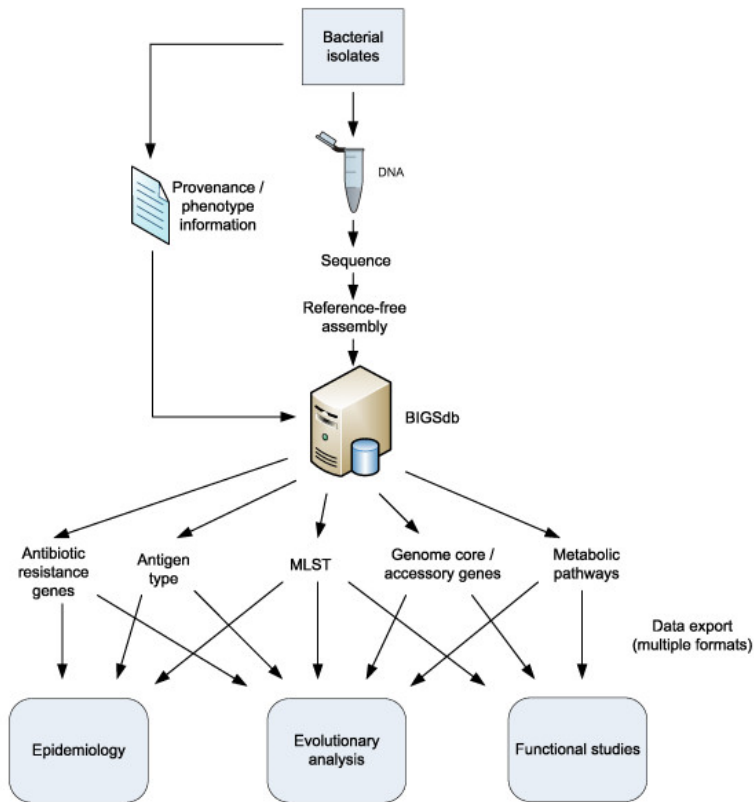 Bacterial
isolates
DNA
Provenance /
phenotype
information
Sequence
Reference-free
assembly
BIGSdb
Antibiotic
resistance
genes
Antigen
type
MLST
Genome core /
accessory genes
Metabolic
pathways
Data export
(multiple formats)
Epidemiology
Evolutionary
analysis
Functional studies